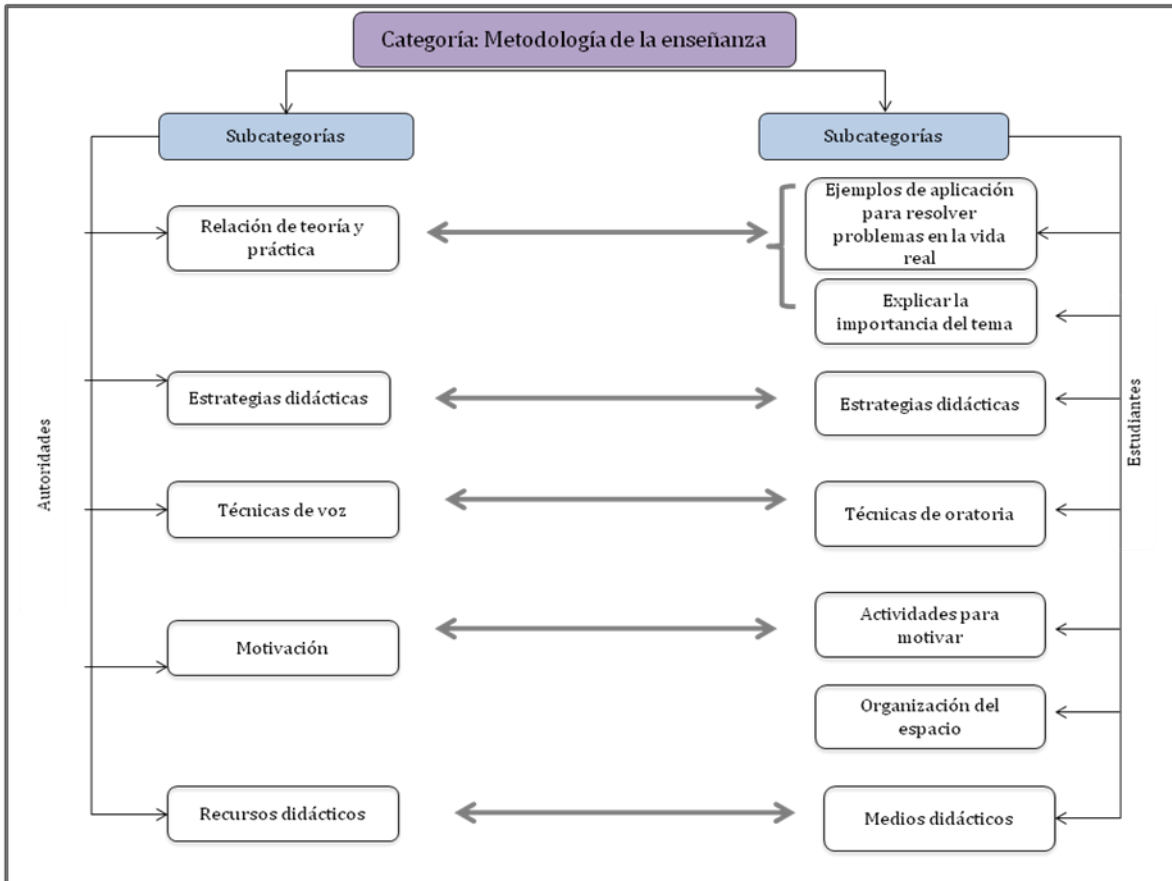 Categoría: Metodología de la enseñanza
Subcategorías
Subcategorías
Autoridades
Relación de teoría y
práctica
Ejemplos de aplicación
para resolver
problemas en la vida
real
Explicar la
importancia del tema
Estrategias didácticas
Estrategias didácticas
Técnicas de voz
Técnicas de oratoria
Motivación
Actividades para
motivar
Organización del
espacio
Recursos didácticos
Medios didácticos
Estudiantes